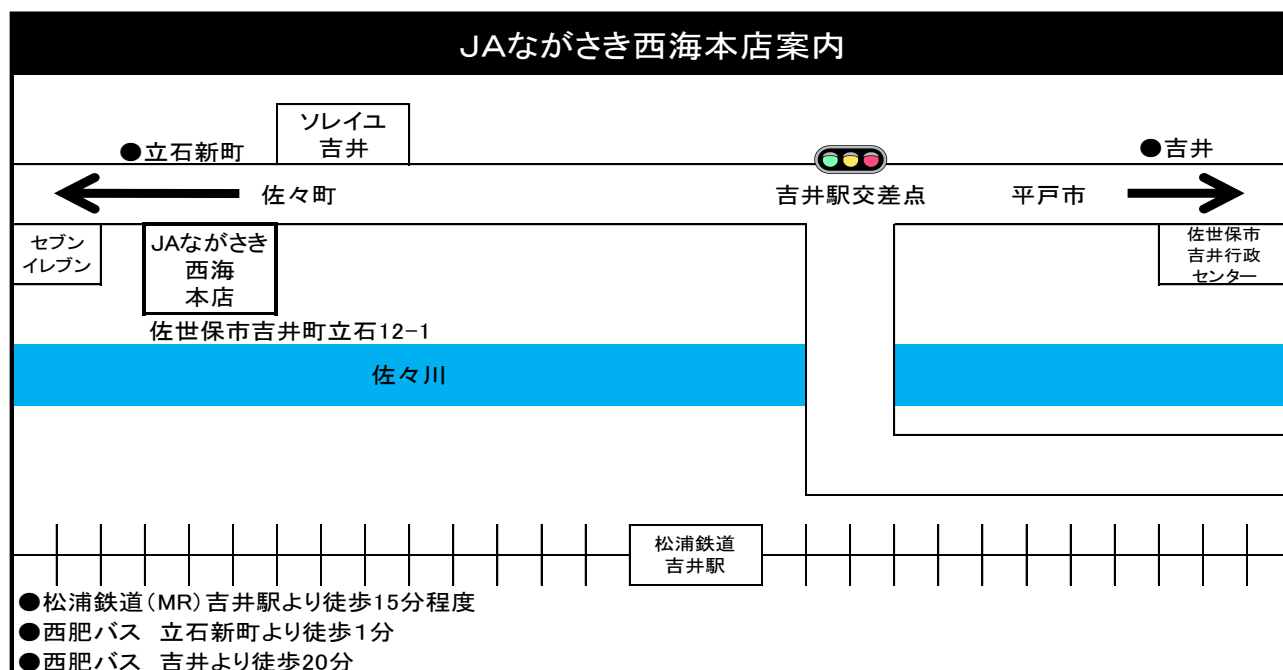 JAながさき西海本店案内
ソレイユ
吉井
●立石新町
●吉井
佐々町
吉井駅交差点
平戸市
セブン
イレブン
JAながさき
西海
本店
佐世保市
吉井行政
センター
佐世保市吉井町立石12-1
佐々川
松浦鉄道
吉井駅
●松浦鉄道（MR）吉井駅より徒歩15分程度
●西肥バス　立石新町より徒歩１分
●西肥バス　吉井より徒歩20分